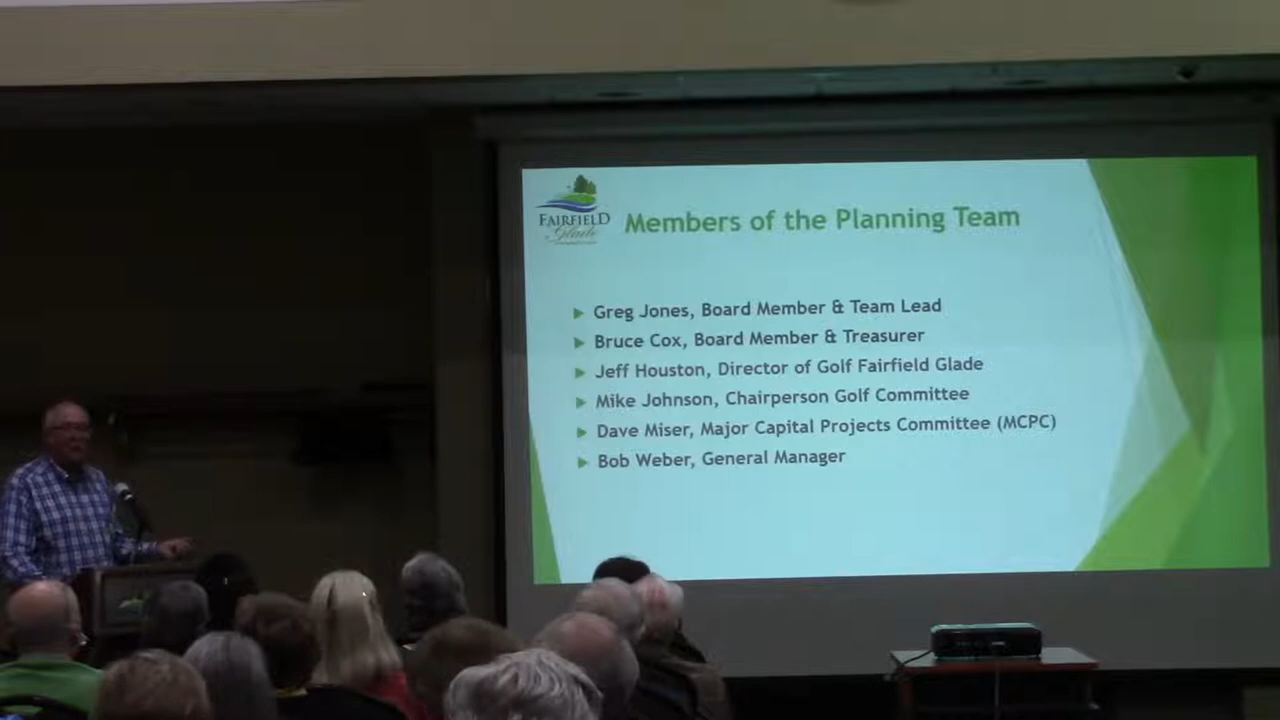 FAIRFIELD
Glade
Members of the Planning Team
Greg Jones, Board Member & Team Lead
Bruce Cox, Board Member & Treasurer
Jeff Houston, Director of Golf Fairfield Glade
Mike Johnson, Chairperson Golf Committee
Dave Miser, Major Capital Projects Committee (MCPC)
Bob Weber, General Manager